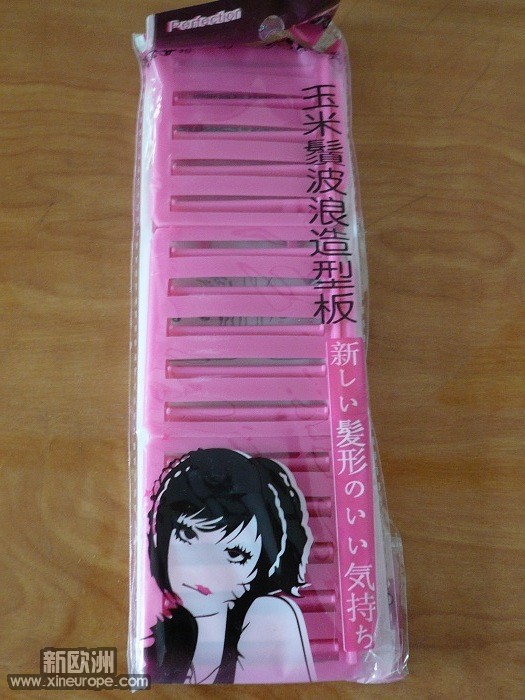 Perfection
玉米鬚波浪造型板
新しい髪形のいい気持ち
新欧洲
www.xineurope.com